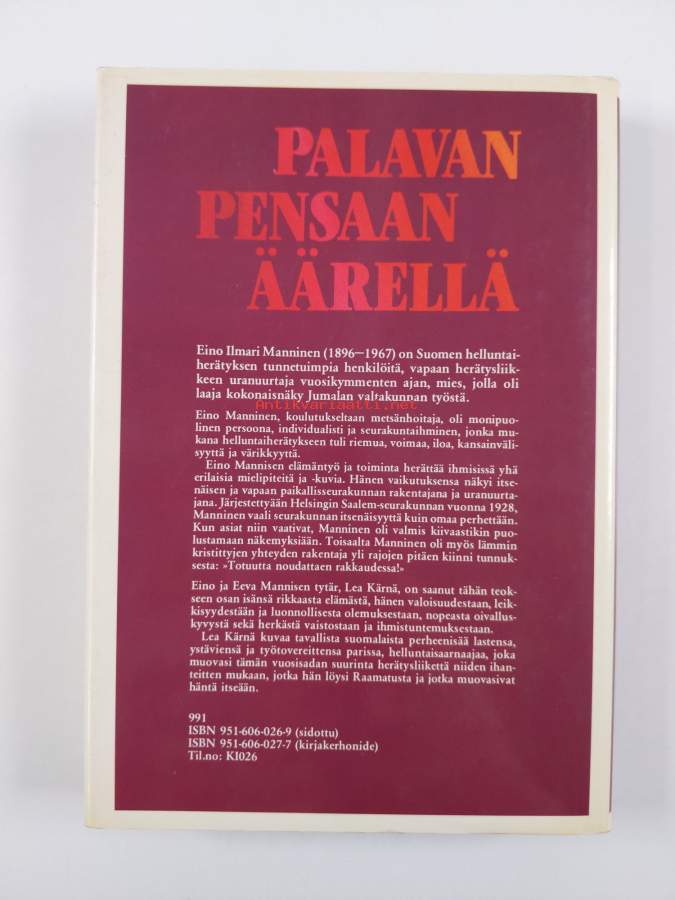 PALAVAN
PENSAAN
ÄÄRELLÄ
Eino Ilmari Manninen (1896—1967) on Suomen helluntai-
herätyksen tunnetuimpia henkilöitä, vapaan herätysliik-
keen uranuurtaja vuosikymmenten ajan, mies, jolla oli
laaja kokonaisnäky Jumalan valtakunnan työstä.
Antikvariaatti.net
Eino Manninen, koulutukseltaan metsänhoitaja, oli monipuo-
linen persoona, individualisti ja seurakuntaihminen, jonka mu-
kana helluntaiherätykseen tuli riemua, voimaa, iloa, kansainväli-
syyttä ja värikkyyttä.
Eino Mannisen elämäntyö ja toiminta herättää ihmisissä yhä
erilaisia mielipiteitä ja -kuvia. Hänen vaikutuksensa näkyi itse-
näisen ja vapaan paikallisseurakunnan rakentajana ja uranuurta-
jana. Järjestettyään Helsingin Saalem-seurakunnan vuonna 1928,
Manninen vaali seurakunnan itsenäisyyttä kuin omaa perhettään.
Kun asiat niin vaativat, Manninen oli valmis kiivaastikin puo-
lustamaan näkemyksiään. Toisaalta Manninen oli myös lämmin
kristittyjen yhteyden rakentaja yli rajojen pitäen kiinni tunnuk-
sesta: »Totuutta noudattaen rakkaudessa!»
Eino ja Eeva Mannisen tytär, Lea Kärnä, on saanut tähän teok-
seen osan isänsä rikkaasta elämästä, hänen valoisuudestaan, leik-
kisyydestään ja luonnollisesta olemuksestaan, nopeasta oivallus-
kyvystä sekä herkästä vaistostaan ja ihmistuntemuksestaan.
Lea Kärnä kuvaa tavallista suomalaista perheenisää lastensa,
ystäviensä ja työtovereittensa parissa, helluntaisaarnaajaa, joka
muovasi tämän vuosisadan suurinta herätysliikettä niiden ihan-
teitten mukaan, jotka hän löysi Raamatusta ja jotka muovasivat
häntä itseään.
991
ISBN 951-606-026-9 (sidottu)
ISBN 951-606-027-7 (kirjakerhonide)
Til.no: KI026